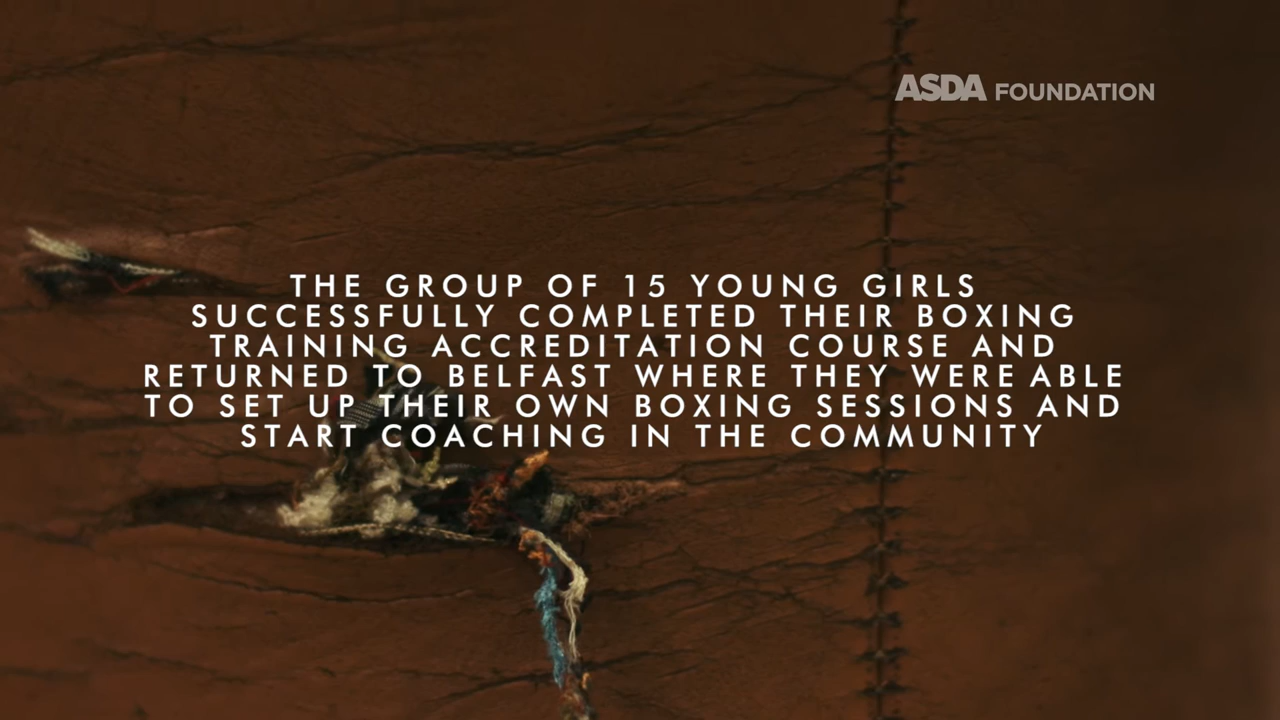 ASDA FOUNDATION
THE GROUP OF 15 YOUNG GIRLS
SUCCESSFULLY COMPLETED THEIR BOXING
TRAINING ACCREDITATION COURSE AND
RETURNED TO BELFAST WHERE THEY WERE ABLE
TO SET UP THEIR OWN BOXING SESSIONS AND
START COACHING IN THE COMMUNITY